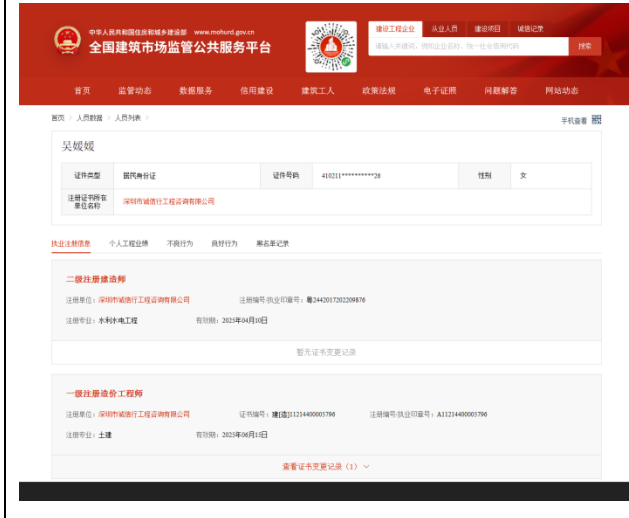 中华人民共和国住房和城乡建设部 www.mohurd.gov.cn
全国建筑市场监管公共服务平台
建设工程企业 从业人员 建设项目 诚信记录
请输入关键词，例如企业名称、统一社会信用代码 搜索
首页 监管动态 数据服务 信用建设 建筑工人 政策法规 电子证照 问题解答 网站动态
首页 > 人员数据 > 人员列表 > 手机查看
吴媛媛
证件类型 居民身份证 证件号码 410211**********28 性别 女
注册证书所在单位名称 深圳市诚信行工程咨询有限公司
执业注册信息 个人工程业绩 不良行为 良好行为 黑名单记录
二级注册建造师
注册单位：深圳市诚信行工程咨询有限公司 注册编号/执业印章号：粤2442017202209876
注册专业：水利水电工程 有效期：2025年04月10日
暂无证书变更记录
一级注册造价工程师
注册单位：深圳市诚信行工程咨询有限公司 证书编号：建[造]11214400003796 注册编号/执业印章号：A11214400003796
注册专业：土建 有效期：2025年06月15日
查看证书变更记录（1）